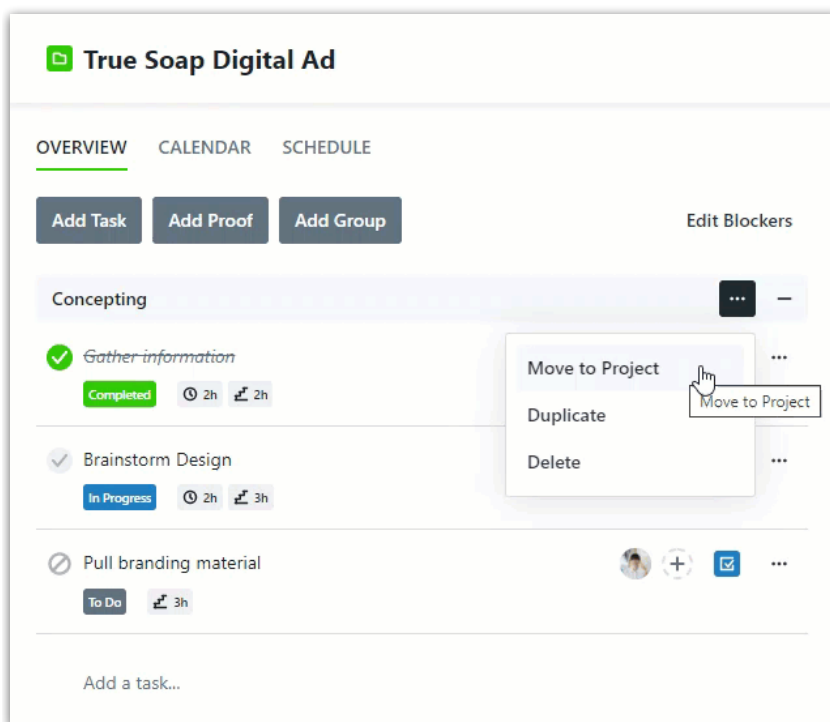 True Soap Digital Ad
OVERVIEW CALENDAR SCHEDULE
Add Task Add Proof Add Group Edit Blockers
Concepting
Gather information
Completed 2h 2h
Move to Project
Move to Project
Duplicate
Delete
Brainstorm Design
In Progress 2h 3h
Pull branding material
To Do 3h
Add a task...